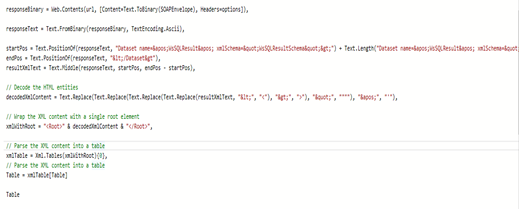 responseBinary = Web.Contents(url, [Content=Text.ToBinary(SOAPEnvelop), Headers=options]),
responseText = Text.FromBinary(responseBinary, TextEncoding.Ascii),
startPos = Text.PositionOf(responseText, "Dataset name=&apos;WsSQLResult&apos; xmlSchema=&quot;WsSQLResultSchema&quot;&gt;") + Text.Length("Dataset name=&apos;WsSQLResult&apos; xmlSchema=&quot;
endPos = Text.PositionOf(responseText, "&lt;/Dataset&gt"),
resultXmlText = Text.Middle(responseText, startPos, endPos - startPos),
// Decode the HTML entities
decodedXmlContent = Text.Replace(Text.Replace(Text.Replace(Text.Replace(resultXmlText, "&lt;", "<"), "&gt;", ">"), "&quot;", """"), "&apos;", "'"),
// Wrap the XML content with a single root element
xmlWithRoot = "<Root>" & decodedXmlContent & "</Root>",
// Parse the XML content into a table
xmlTable = Xml.Tables(xmlWithRoot){0},
// Parse the XML content into a table
Table = xmlTable[Table]
Table